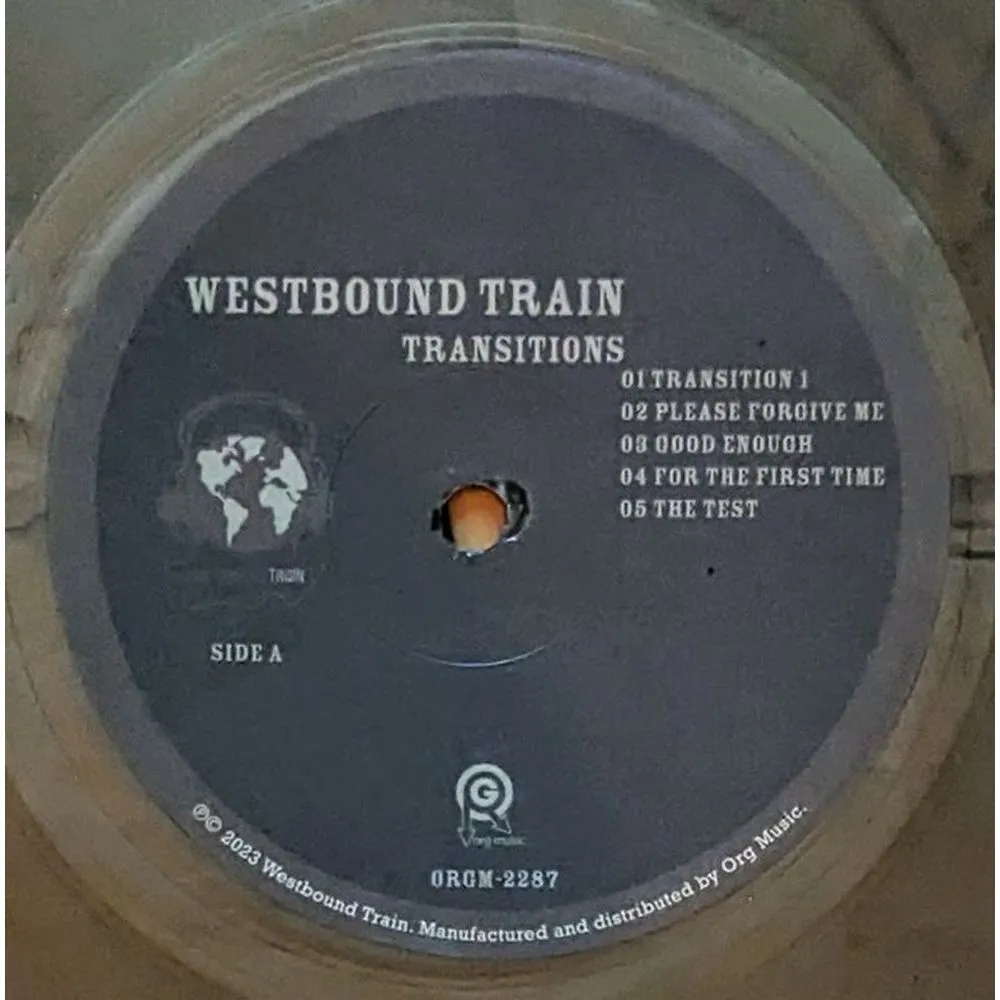 WESTBOUND TRAIN
TRANSITIONS
01 TRANSITION 1
02 PLEASE FORGIVE ME
03 GOOD ENOUGH
04 FOR THE FIRST TIME
05 THE TEST
TRAIN
SIDE A
G
org music
ORGM-2287
℗© 2023 Westbound Train. Manufactured and distributed by Org Music.